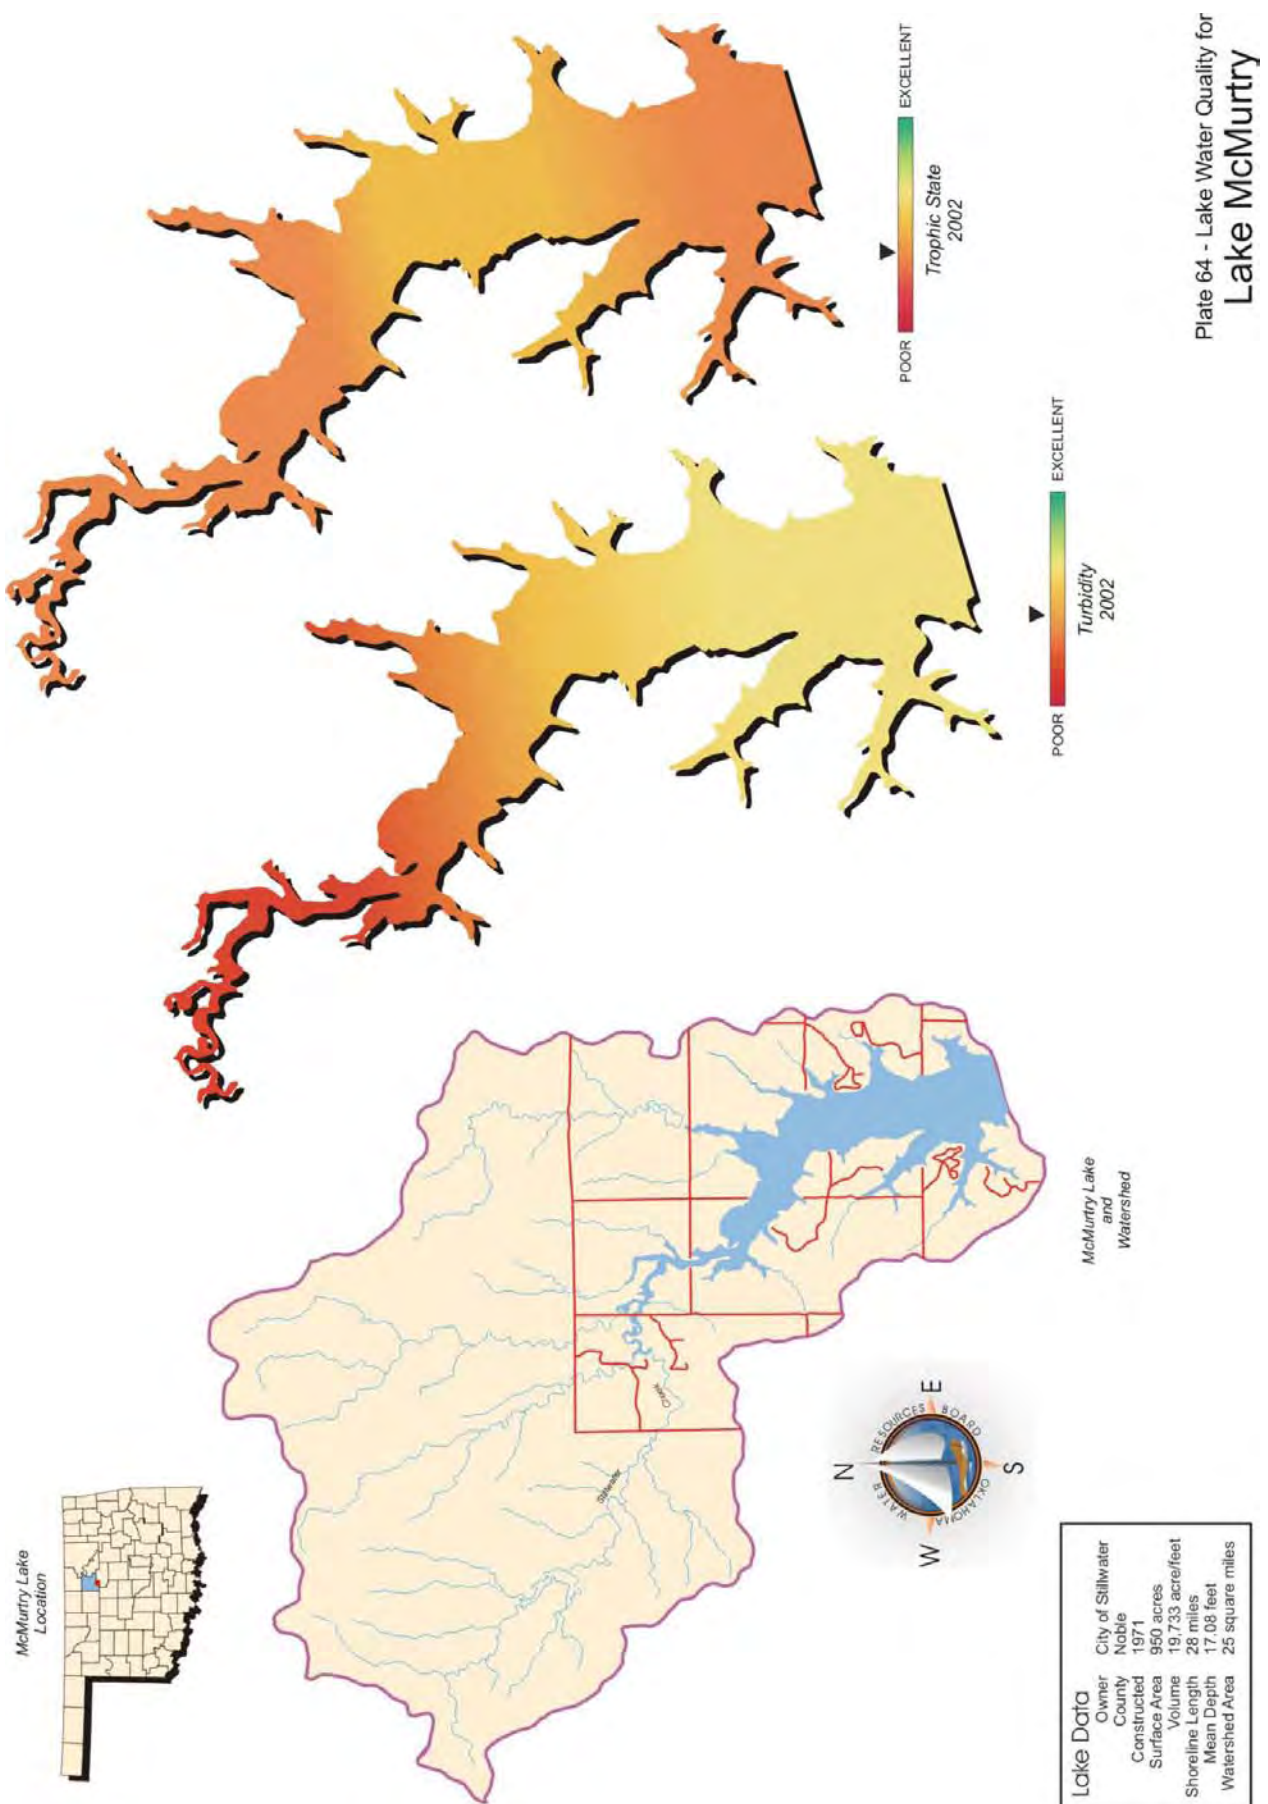 McMurtry Lake
Location
Stillwater
Creek
N
W
E
S
WATER RESOURCES BOARD
OKLAHOMA
Lake Data
Owner City of Stillwater
County Noble
Constructed 1971
Surface Area 950 acres
Volume 19,733 acre/feet
Shoreline Length 28 miles
Mean Depth 17.08 feet
Watershed Area 25 square miles
McMurtry Lake
and
Watershed
POOR EXCELLENT
Turbidity
2002
POOR EXCELLENT
Trophic State
2002
Plate 64 - Lake Water Quality for
Lake McMurtry